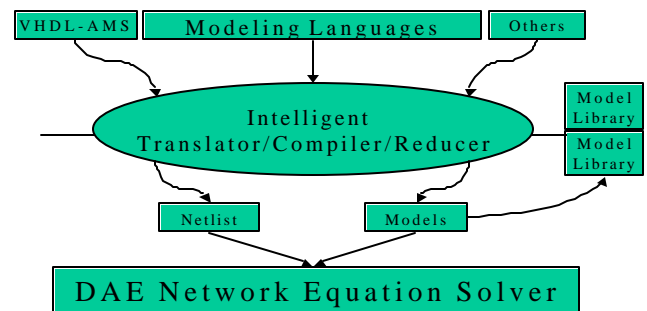 VHDL-AMS
Modeling Languages
Others
Intelligent
Translator/Compiler/Reducer
Model
Library
Model
Library
Netlist
Models
DAE Network Equation Solver